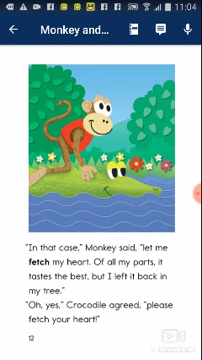 11:04
Monkey and...
"In that case," Monkey said, "let me
fetch my heart. Of all my parts, it
tastes the best, but I left it back in
my tree."
"Oh, yes," Crocodile agreed, "please
fetch your heart!"
12